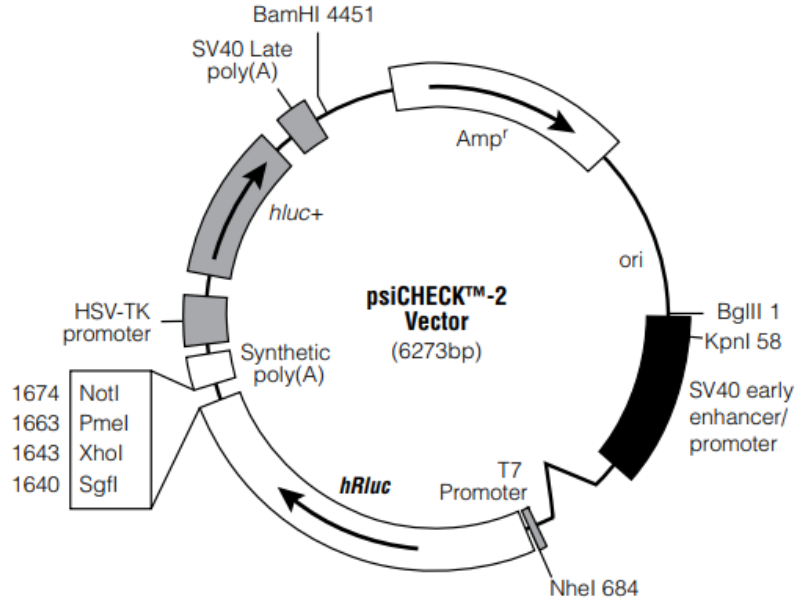 BamHI 4451
SV40 Late
poly(A)
Ampʳ
hluc+
ori
psiCHECK™-2
Vector
(6273bp)
HSV-TK
promoter
Synthetic
poly(A)
BglII 1
KpnI 58
SV40 early
enhancer/
promoter
1674 NotI
1663 PmeI
1643 XhoI
1640 SgfI
hRluc
T7
Promoter
NheI 684